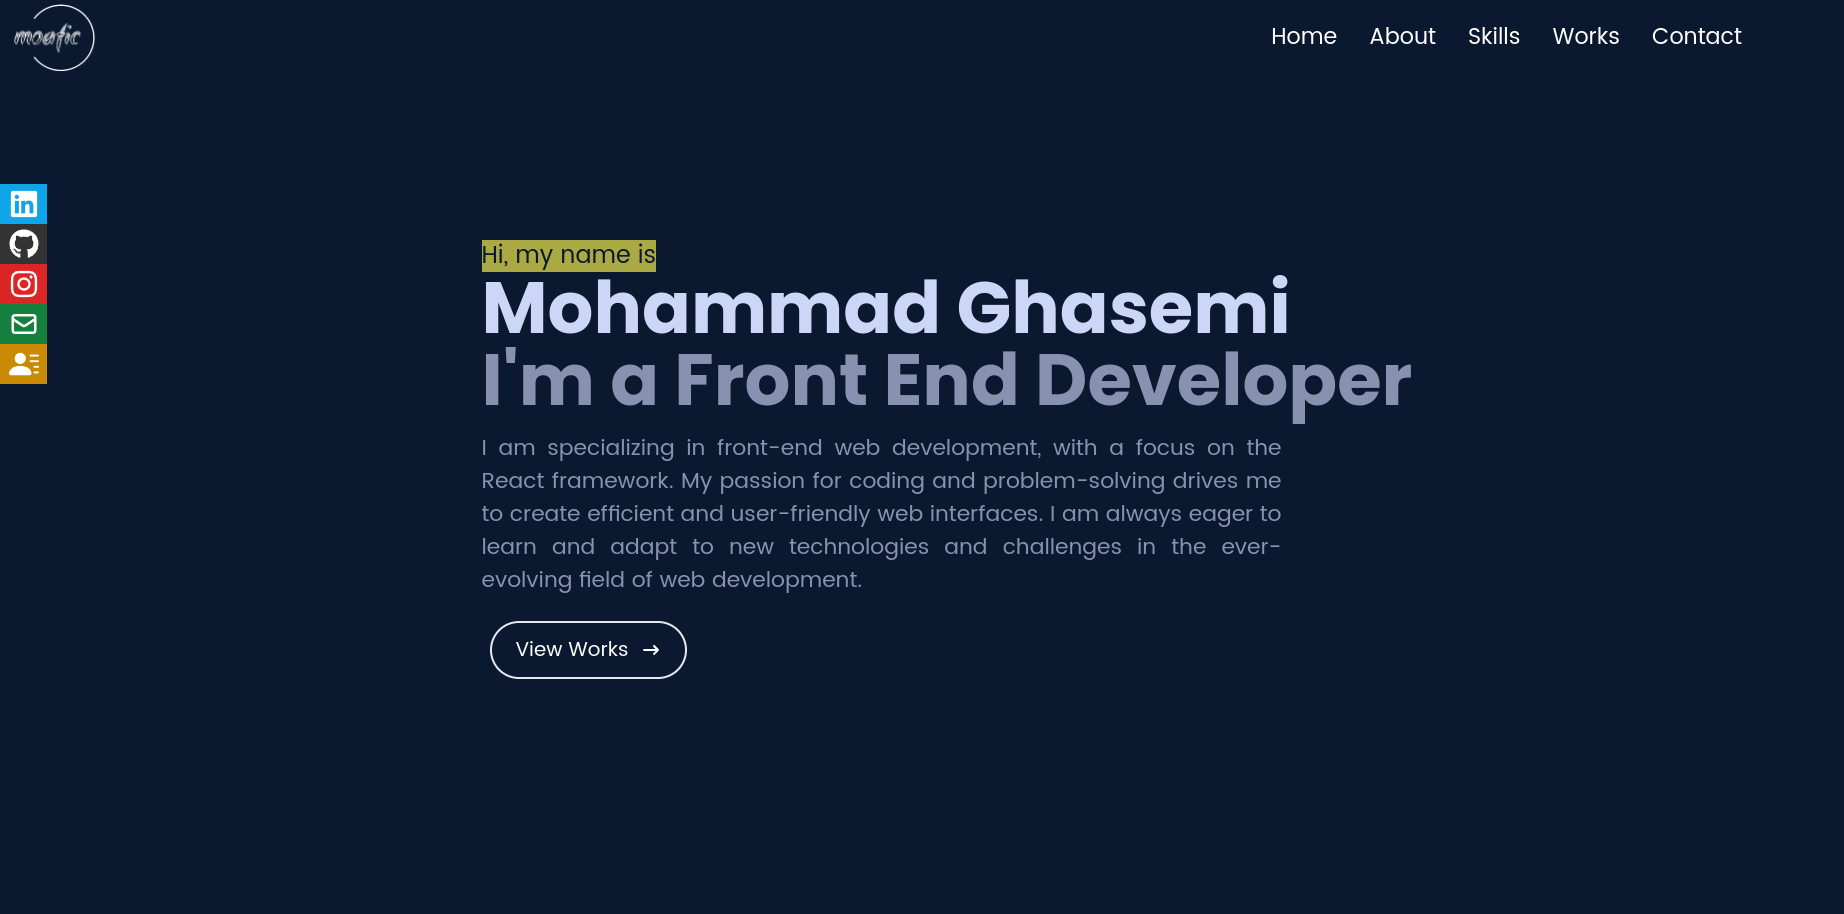 moafic
Home About Skills Works Contact
Hi, my name is
Mohammad Ghasemi
I'm a Front End Developer
I am specializing in front-end web development, with a focus on the
React framework. My passion for coding and problem-solving drives me
to create efficient and user-friendly web interfaces. I am always eager to
learn and adapt to new technologies and challenges in the ever-
evolving field of web development.
View Works